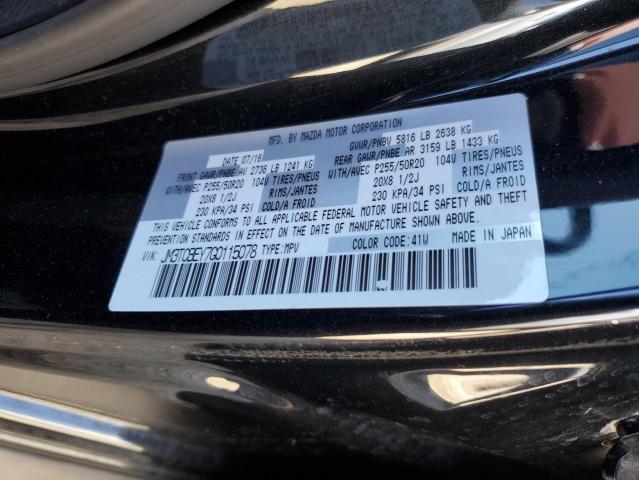 MFD. BY MAZDA MOTOR CORPORATION
DATE 07/16 GVWR/PNBV 5816 LB 2638 KG
FRONT GAWR/PNBE AV 2736 LB 1241 KG REAR GAWR/PNBE AR 3159 LB 1433 KG
WITH/AVEC P255/50R20 104V TIRES/PNEUS WITH/AVEC P255/50R20 104V TIRES/PNEUS
20X8 1/2J RIMS/JANTES 20X8 1/2J RIMS/JANTES
230 KPA/34 PSI COLD/A FROID 230 KPA/34 PSI COLD/A FROID
THIS VEHICLE CONFORMS TO ALL APPLICABLE FEDERAL MOTOR VEHICLE SAFETY AND THEFT
PREVENTION STANDARDS IN EFFECT ON THE DATE OF MANUFACTURE SHOWN ABOVE.
VIN: JM3TCBEY7G0115078 TYPE:MPV COLOR CODE:41W MADE IN JAPAN